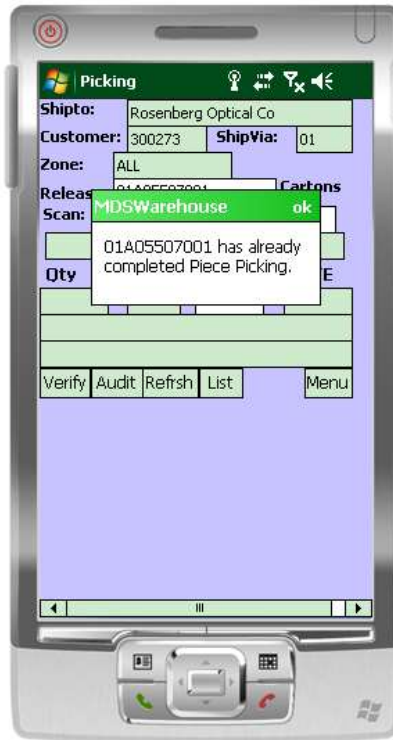 Picking
Shipto: Rosenberg Optical Co
Customer: 300273 ShipVia: 01
Zone: ALL
Releas Cartons
Scan: MDSWarehouse ok
01A05507001 has already
completed Piece Picking.
Qty
Verify Audit Refrsh List Menu